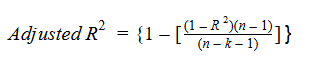 Adjusted R² = {1 – [(1 – R²)(n – 1) / (n – k – 1)]}